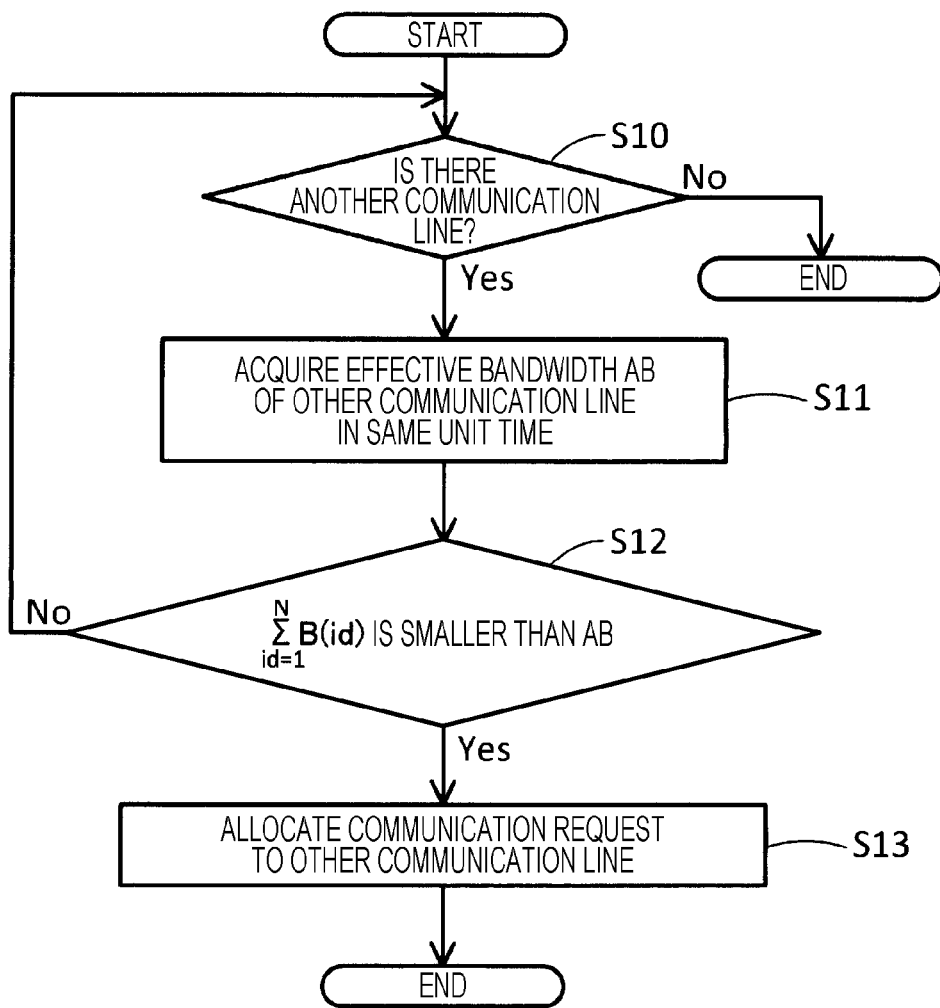 START
S10
IS THERE
ANOTHER COMMUNICATION
LINE?
No
Yes
END
ACQUIRE EFFECTIVE BANDWIDTH AB
OF OTHER COMMUNICATION LINE
IN SAME UNIT TIME
S11
S12
No
N
Σ B(id) IS SMALLER THAN AB
id=1
Yes
ALLOCATE COMMUNICATION REQUEST
TO OTHER COMMUNICATION LINE
S13
END